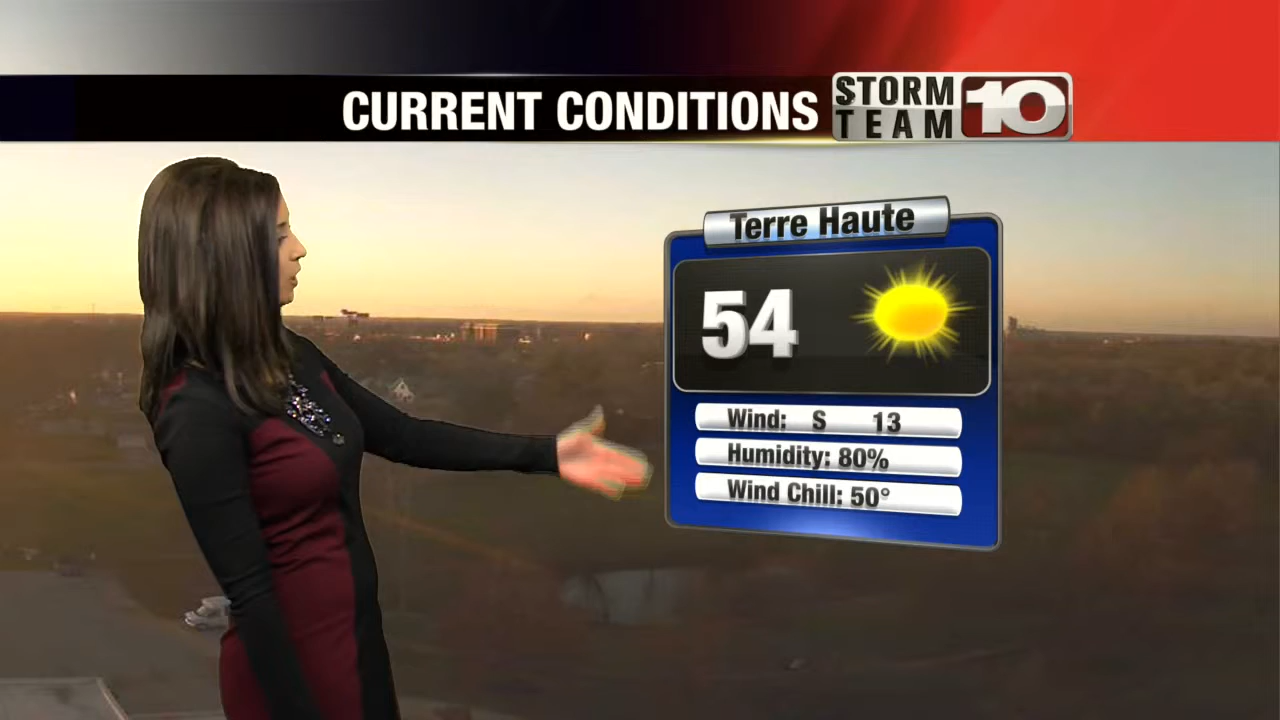 CURRENT CONDITIONS
STORM TEAM 10
Terre Haute
54
Wind: S 13
Humidity: 80%
Wind Chill: 50°